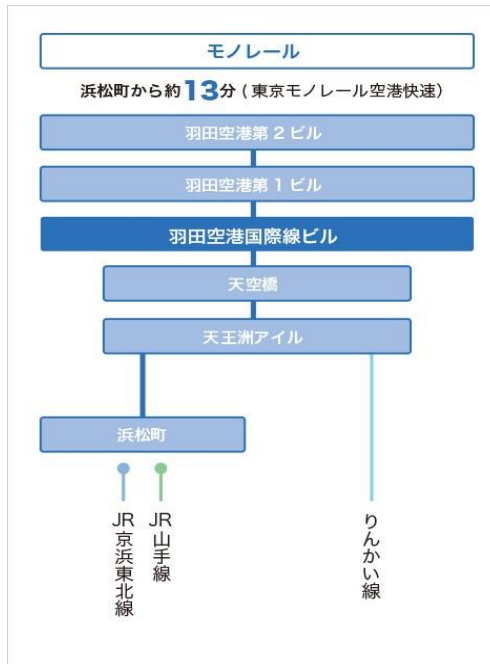 モノレール
浜松町から約13分(東京モノレール空港快速)
羽田空港第2ビル
羽田空港第1ビル
羽田空港国際線ビル
天空橋
天王洲アイル
浜松町
JR京浜東北線
JR山手線
りんかい線